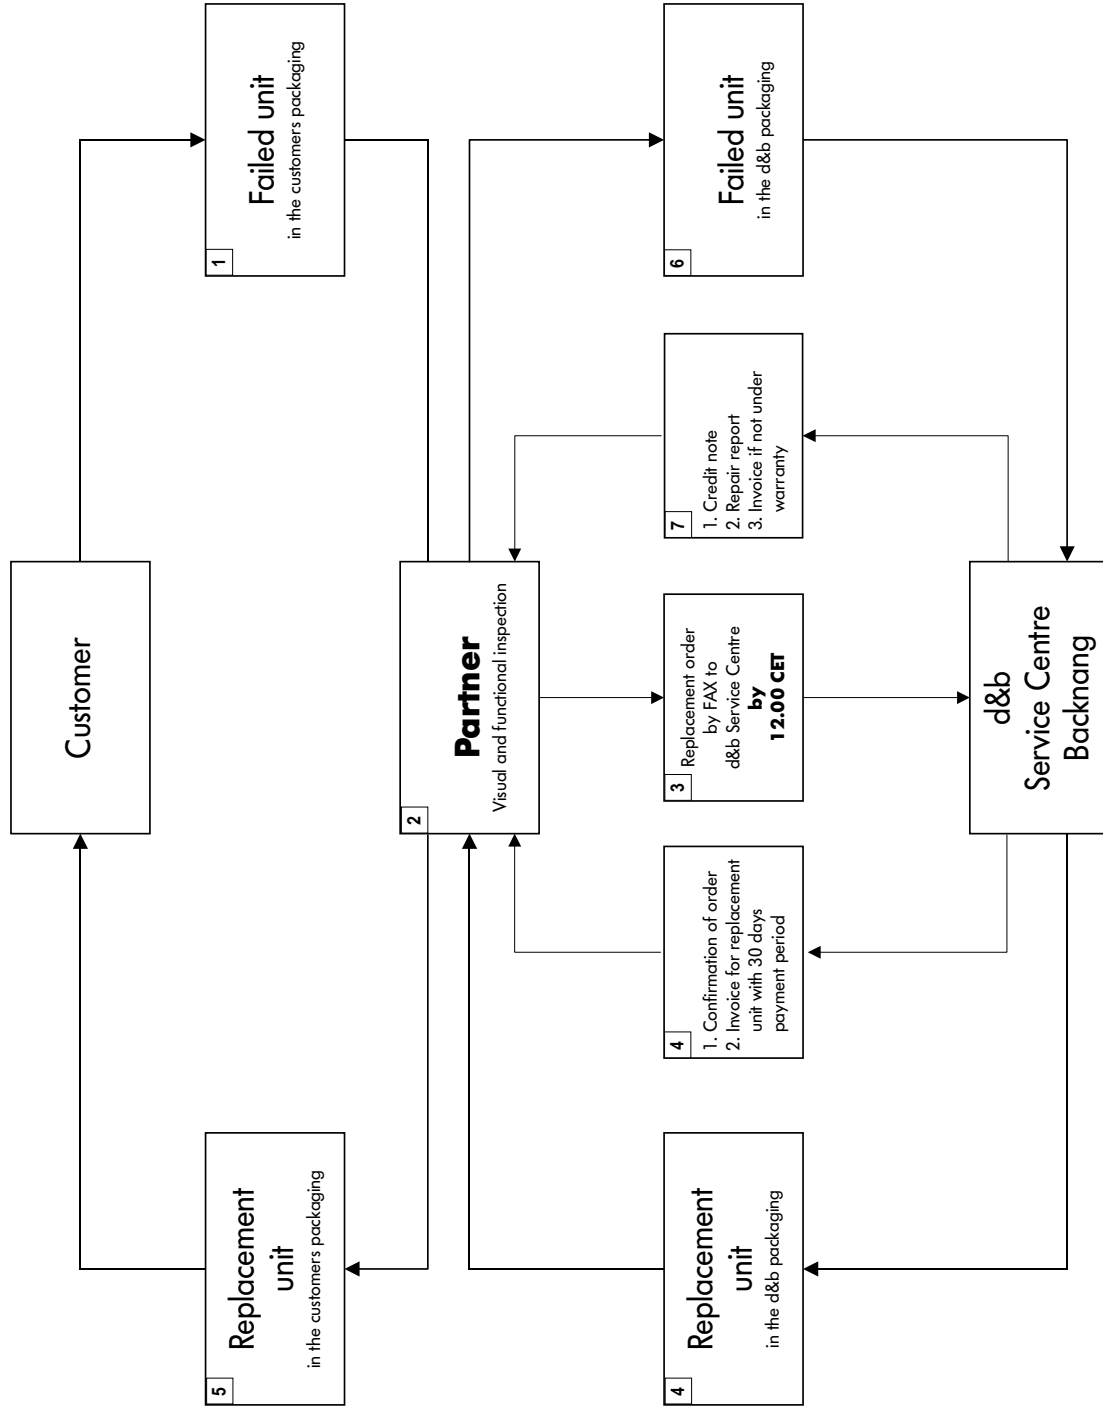 Customer
1
Failed unit
in the customers packaging
5
Replacement
unit
in the customers packaging
2
Partner
Visual and functional inspection
4
Replacement
unit
in the d&b packaging
4
1. Confirmation of order
2. Invoice for replacement
unit with 30 days
payment period
3
Replacement order
by FAX to
d&b Service Centre
by
12.00 CET
7
1. Credit note
2. Repair report
3. Invoice if not under
warranty
6
Failed unit
in the d&b packaging
d&b
Service Centre
Backnang